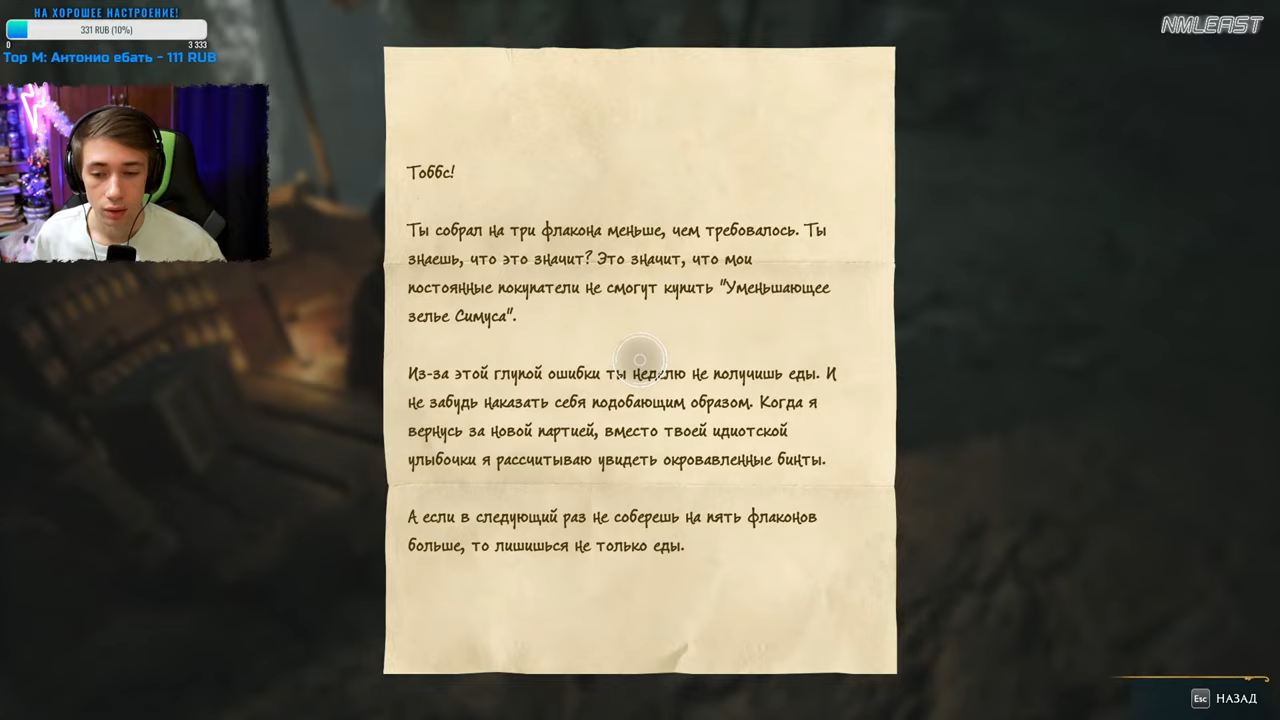 НА ХОРОШЕЕ НАСТРОЕНИЕ!
331 RUB (10%)
0 3 333
Top M: Антонио ебать - 111 RUB
NMLEAST
Тоббс!
Ты собрал на три флакона меньше, чем требовалось. Ты
знаешь, что это значит? Это значит, что мои
постоянные покупатели не смогут купить "Уменьшающее
зелье Симуса".
Из-за этой глупой ошибки ты неделю не получишь еды. И
не забудь наказать себя подобающим образом. Когда я
вернусь за новой партией, вместо твоей идиотской
улыбочки я рассчитываю увидеть окровавленные бинты.
А если в следующий раз не соберешь на пять флаконов
больше, то лишишься не только еды.
Esc НАЗАД